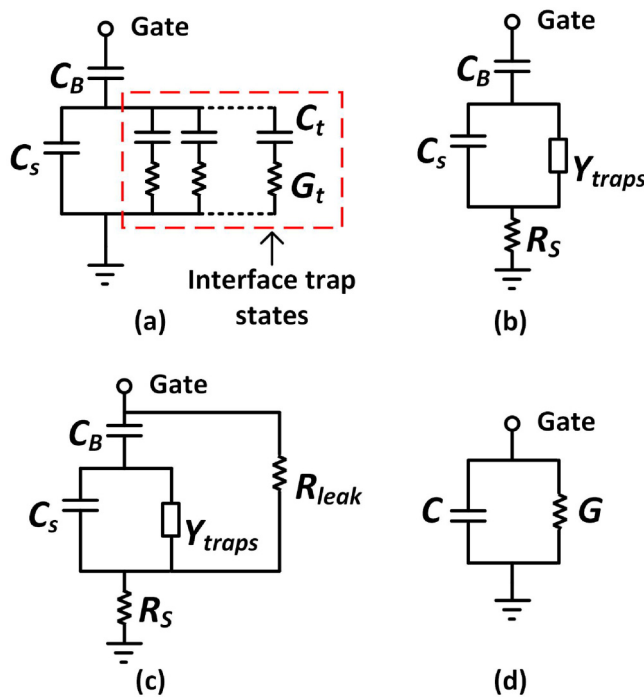 Gate
C_B
C_s
C_t
G_t
Interface trap
states
(a)
Gate
C_B
C_s
Y_traps
R_S
(b)
Gate
C_B
R_leak
C_s
Y_traps
R_S
(c)
Gate
C
G
(d)